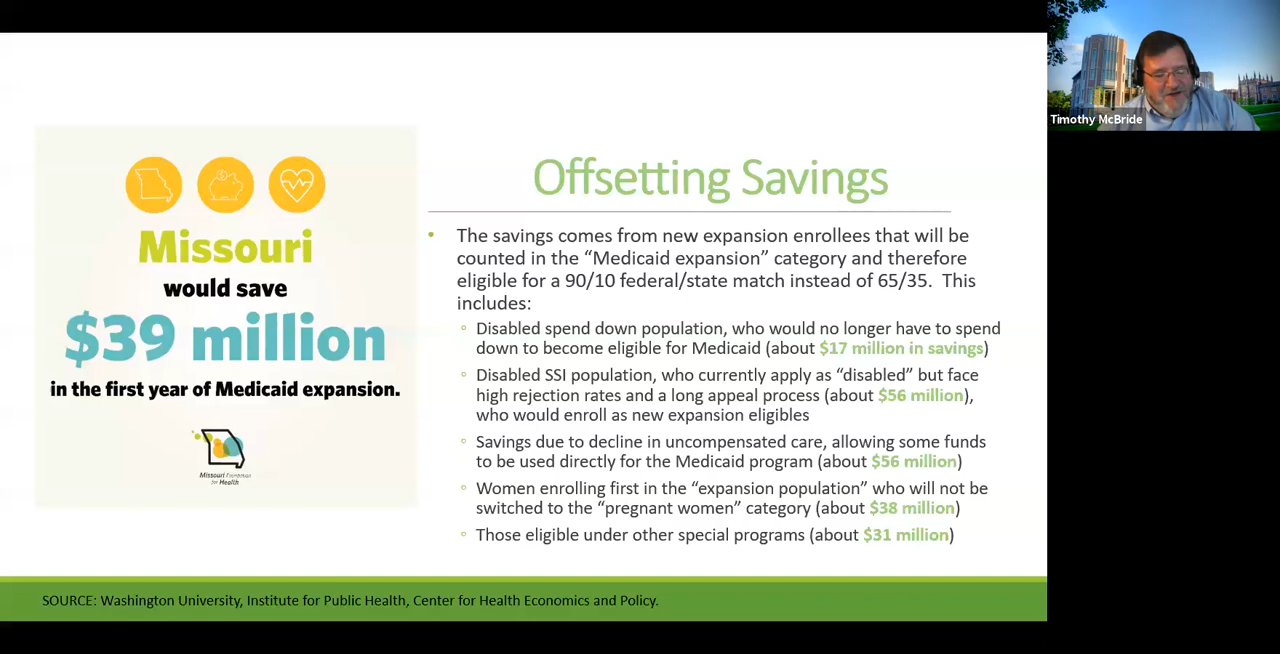 Timothy McBride
Missouri
would save
$39 million
in the first year of Medicaid expansion.
Missouri Foundation
for Health
Offsetting Savings
• The savings comes from new expansion enrollees that will be
counted in the “Medicaid expansion” category and therefore
eligible for a 90/10 federal/state match instead of 65/35. This
includes:
◦ Disabled spend down population, who would no longer have to spend
down to become eligible for Medicaid (about $17 million in savings)
◦ Disabled SSI population, who currently apply as “disabled” but face
high rejection rates and a long appeal process (about $56 million),
who would enroll as new expansion eligibles
◦ Savings due to decline in uncompensated care, allowing some funds
to be used directly for the Medicaid program (about $56 million)
◦ Women enrolling first in the “expansion population” who will not be
switched to the “pregnant women” category (about $38 million)
◦ Those eligible under other special programs (about $31 million)
SOURCE: Washington University, Institute for Public Health, Center for Health Economics and Policy.